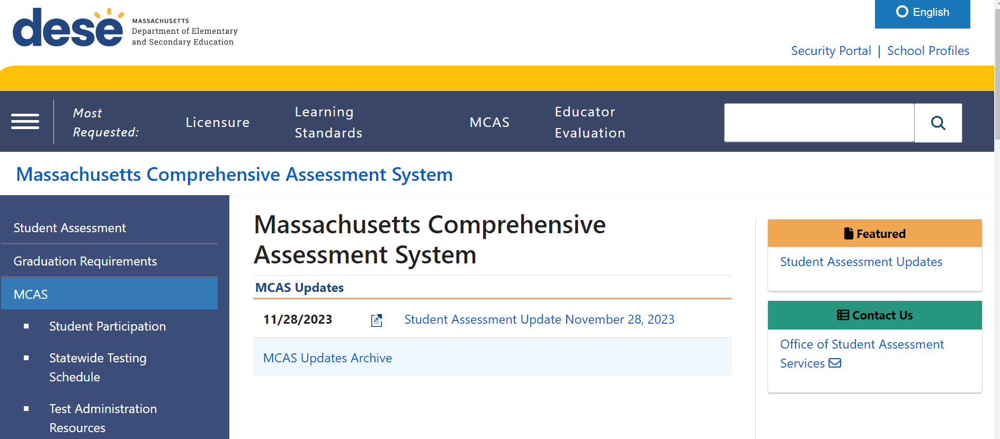 dese
MASSACHUSETTS
Department of Elementary
and Secondary Education
English
Security Portal | School Profiles
Most
Requested:
Licensure
Learning
Standards
MCAS
Educator
Evaluation
Massachusetts Comprehensive Assessment System
Student Assessment
Graduation Requirements
MCAS
Student Participation
Statewide Testing
Schedule
Test Administration
Resources
Massachusetts Comprehensive
Assessment System
MCAS Updates
11/28/2023 Student Assessment Update November 28, 2023
MCAS Updates Archive
Featured
Student Assessment Updates
Contact Us
Office of Student Assessment
Services